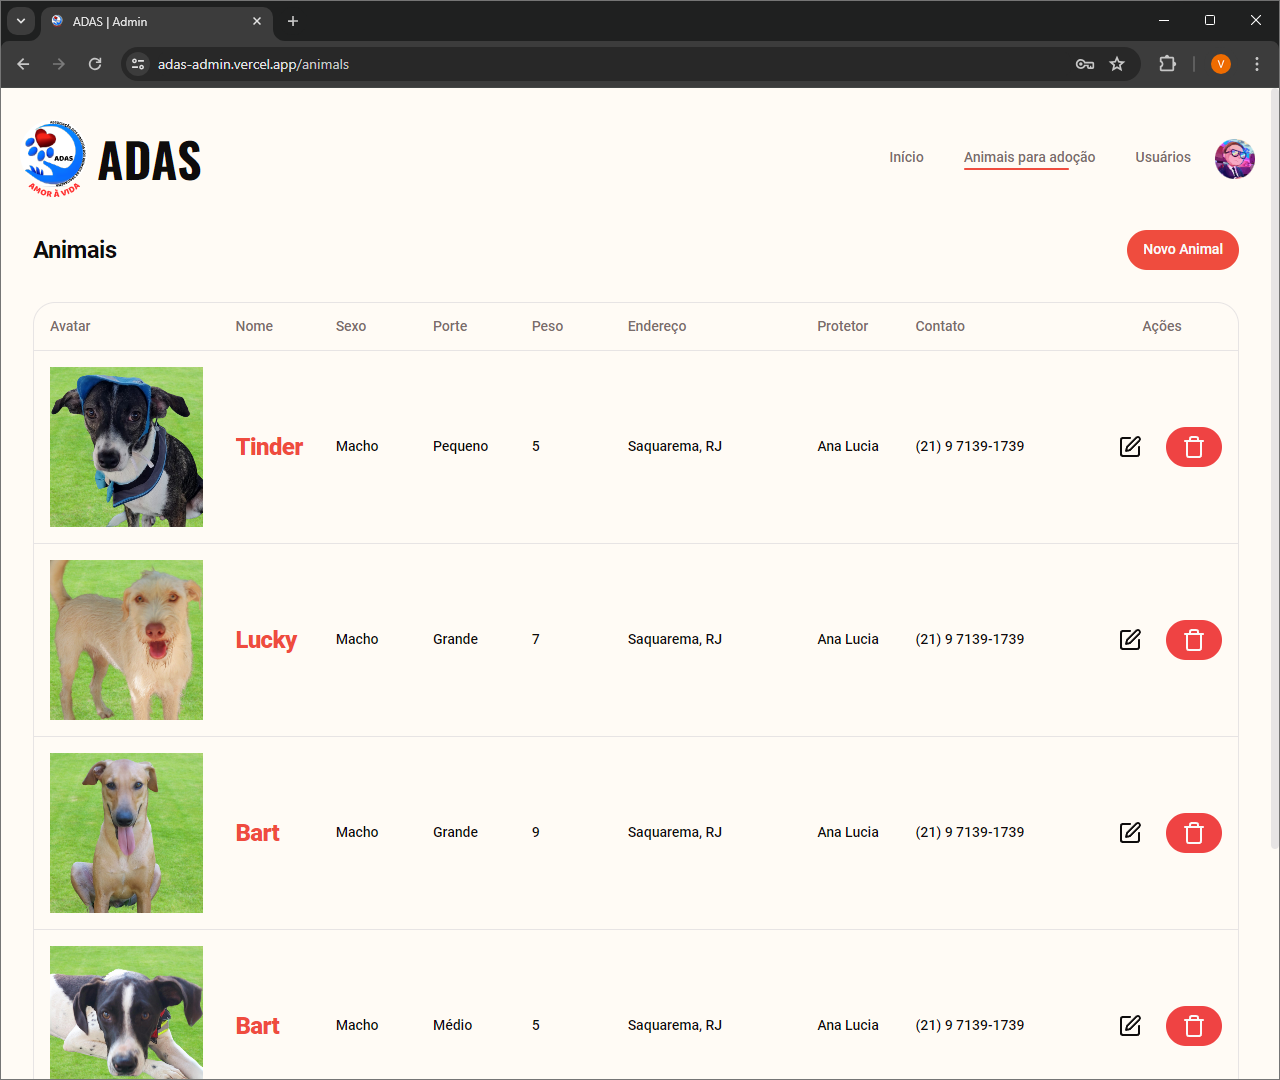 ADAS | Admin
adas-admin.vercel.app/animals
V
ADAS
AMOR À VIDA
ADAS
Início
Animais para adoção
Usuários
Animais
Novo Animal
Avatar Nome Sexo Porte Peso Endereço Protetor Contato Ações
Tinder Macho Pequeno 5 Saquarema, RJ Ana Lucia (21) 9 7139-1739
Lucky Macho Grande 7 Saquarema, RJ Ana Lucia (21) 9 7139-1739
Bart Macho Grande 9 Saquarema, RJ Ana Lucia (21) 9 7139-1739
Bart Macho Médio 5 Saquarema, RJ Ana Lucia (21) 9 7139-1739